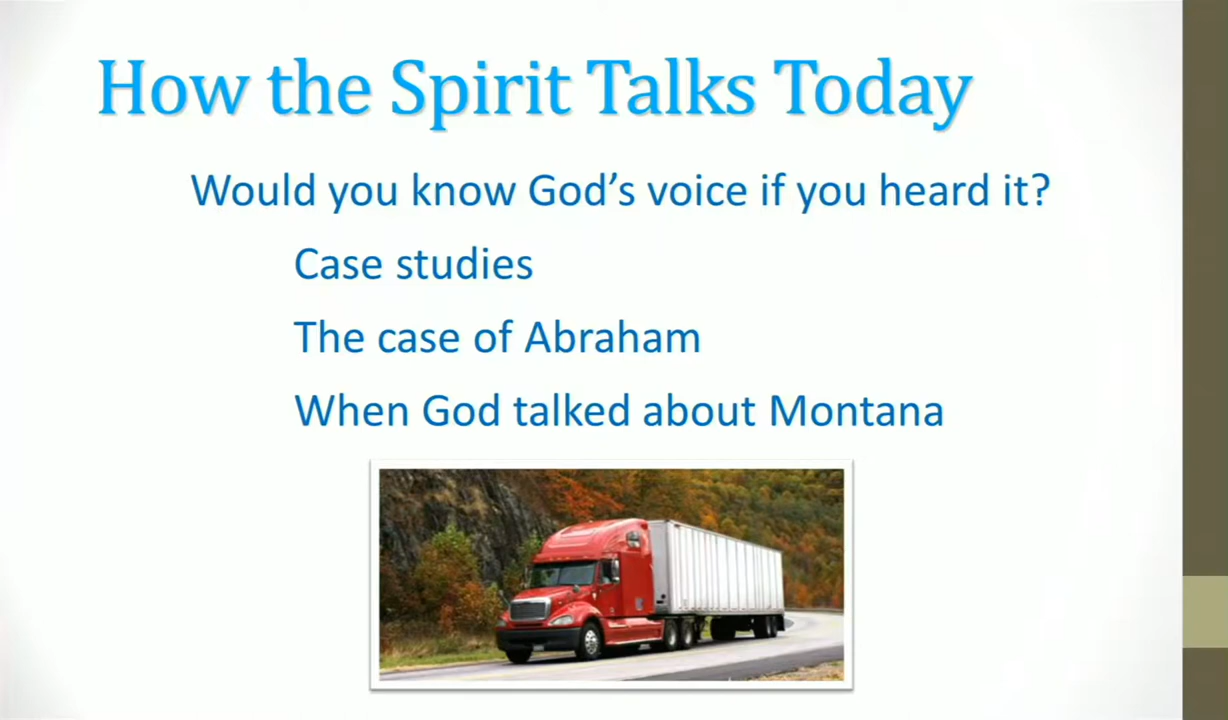 How the Spirit Talks Today
Would you know God’s voice if you heard it?
Case studies
The case of Abraham
When God talked about Montana